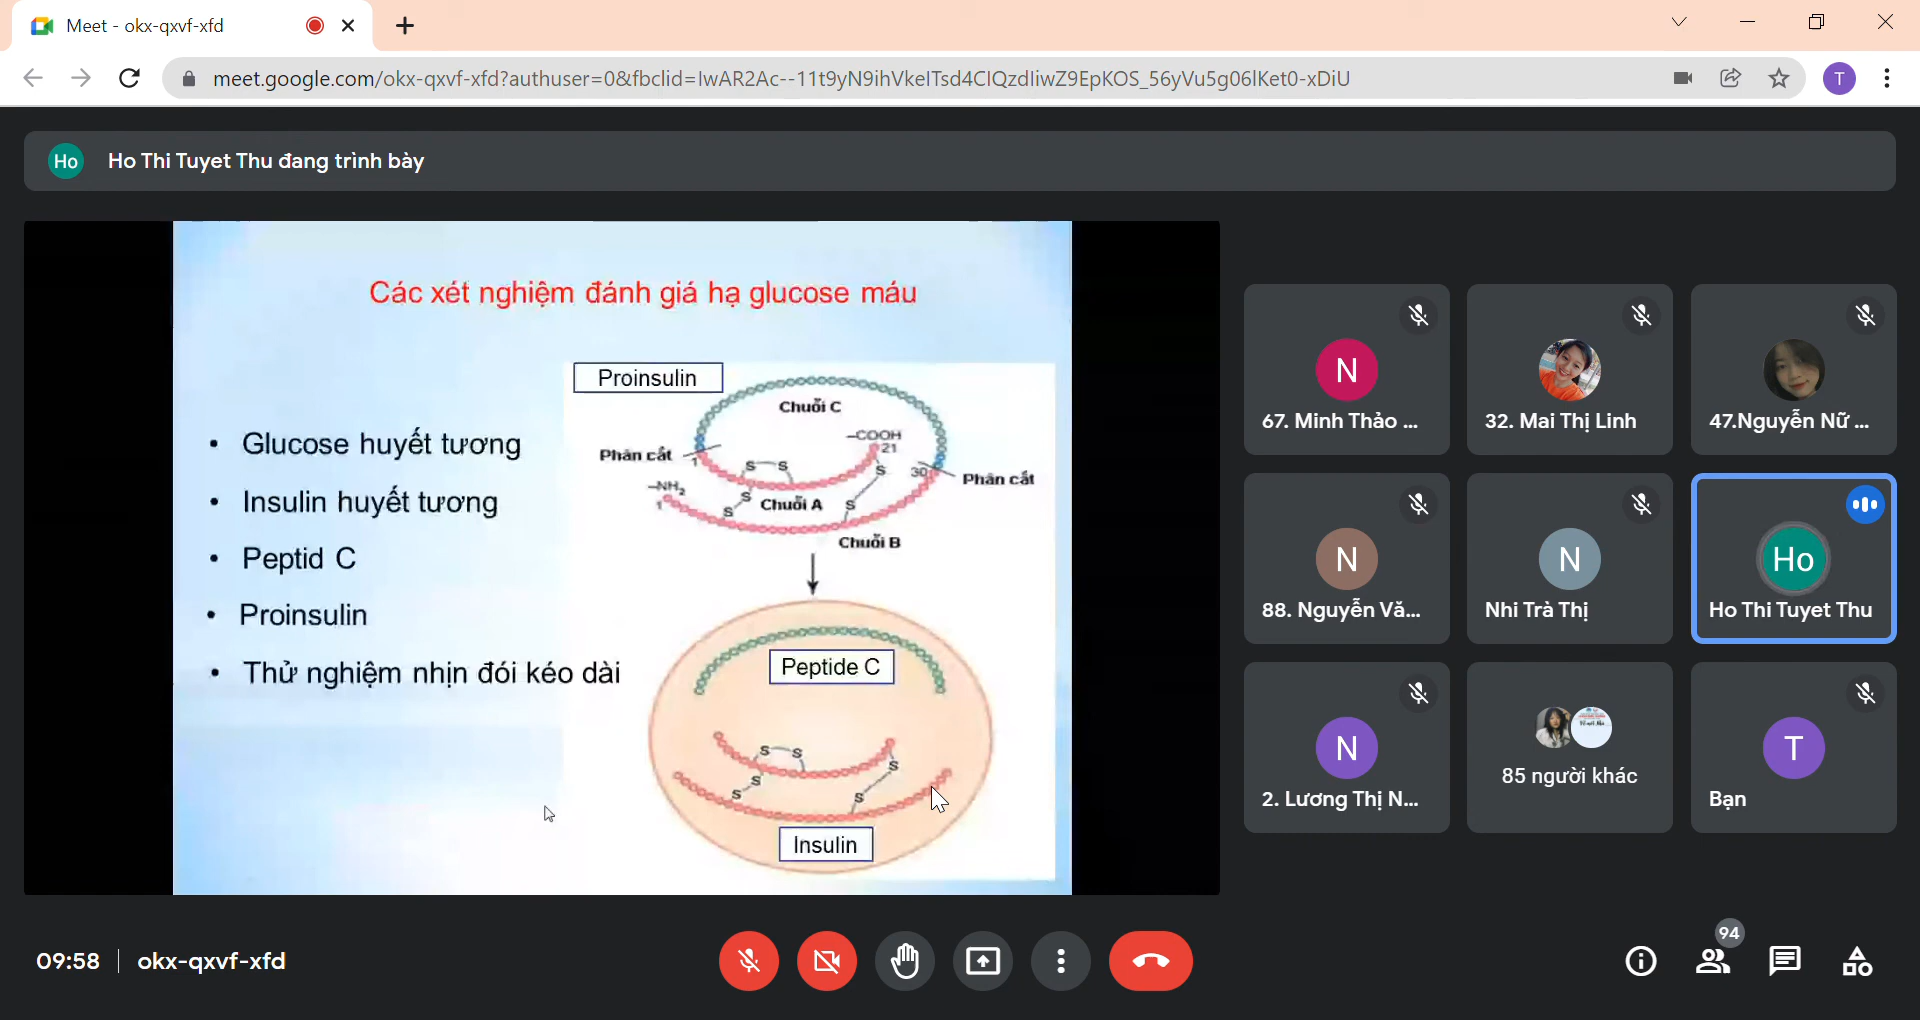 Meet - okx-qxvf-xfd
meet.google.com/okx-qxvf-xfd?authuser=0&fbclid=IwAR2Ac--11t9yN9ihVkeITsd4CIQzdIiwZ9EpKOS_56yVu5g06lKet0-xDiU
T
Ho
Ho Thi Tuyet Thu đang trình bày
Các xét nghiệm đánh giá hạ glucose máu
• Glucose huyết tương
• Insulin huyết tương
• Peptid C
• Proinsulin
• Thử nghiệm nhịn đói kéo dài
Proinsulin
Chuỗi C
–COOH
21
Phân cắt
1
S S
S
30
Phân cắt
–NH2
1
S
Chuỗi A
S
S
Chuỗi B
Peptide C
S S
S
S
S
S
Insulin
N
67. Minh Thảo ...
32. Mai Thị Linh
47.Nguyễn Nữ ...
N
88. Nguyễn Vă...
N
Nhi Trà Thị
Ho
Ho Thi Tuyet Thu
N
2. Lương Thị N...
85 người khác
T
Bạn
09:58
okx-qxvf-xfd
94